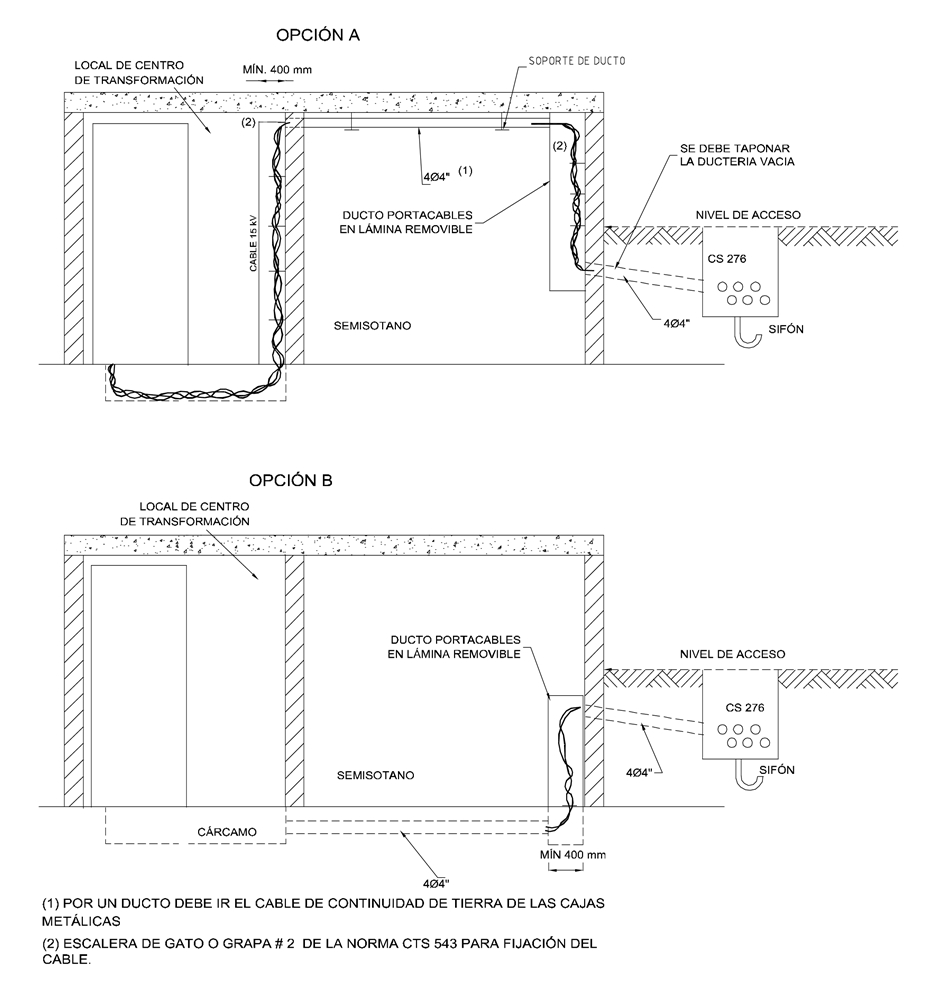 OPCIÓN A
LOCAL DE CENTRO
DE TRANSFORMACIÓN
MÍN. 400 mm
SOPORTE DE DUCTO
(2)
(2)
4Ø4" (1)
SE DEBE TAPONAR
LA DUCTERIA VACIA
CABLE 15 kV
DUCTO PORTACABLES
EN LÁMINA REMOVIBLE
NIVEL DE ACCESO
CS 276
4Ø4"
SEMISOTANO
SIFÓN
OPCIÓN B
LOCAL DE CENTRO
DE TRANSFORMACIÓN
DUCTO PORTACABLES
EN LÁMINA REMOVIBLE
NIVEL DE ACCESO
CS 276
4Ø4"
SIFÓN
SEMISOTANO
CÁRCAMO
MÍN 400 mm
4Ø4"
(1) POR UN DUCTO DEBE IR EL CABLE DE CONTINUIDAD DE TIERRA DE LAS CAJAS
METÁLICAS
(2) ESCALERA DE GATO O GRAPA # 2 DE LA NORMA CTS 543 PARA FIJACIÓN DEL
CABLE.